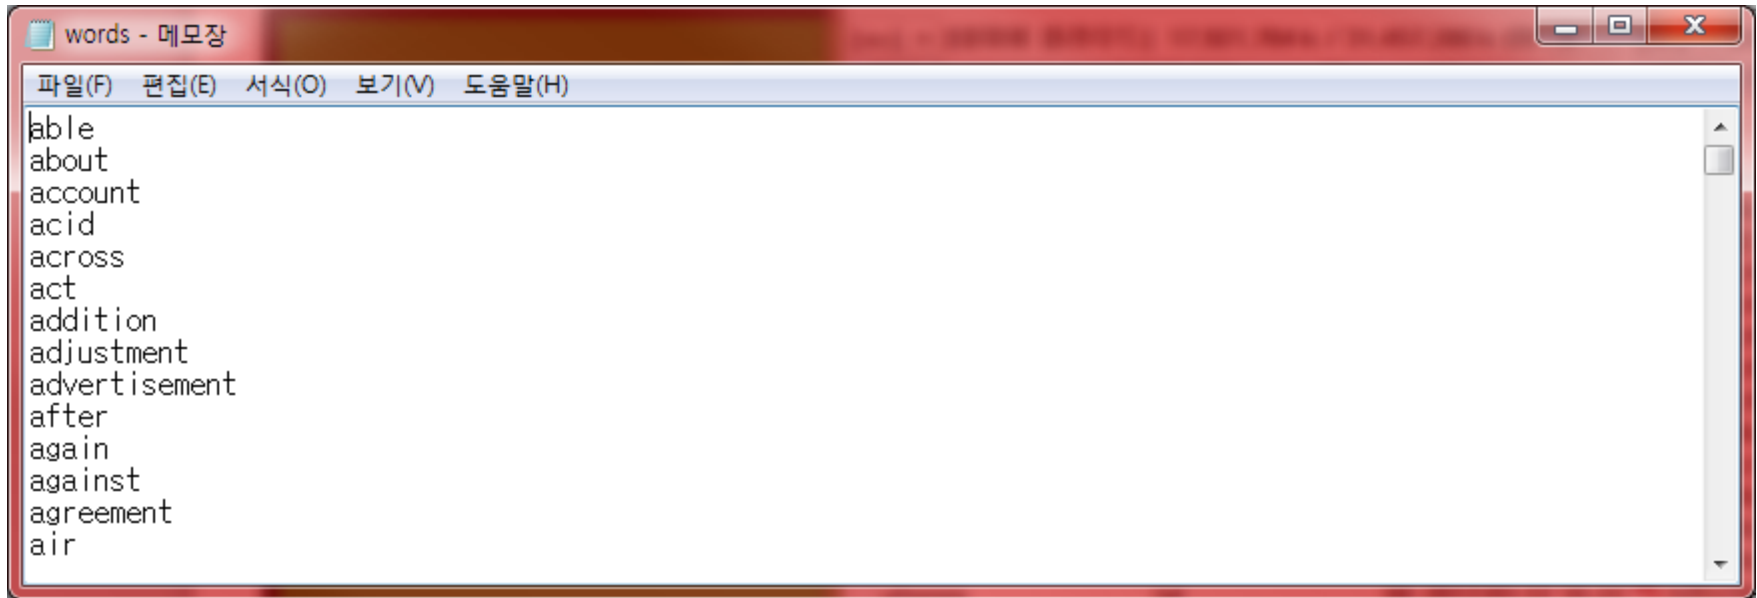 words - 메모장
파일(F) 편집(E) 서식(O) 보기(V) 도움말(H)
able
about
account
acid
across
act
addition
adjustment
advertisement
after
again
against
agreement
air